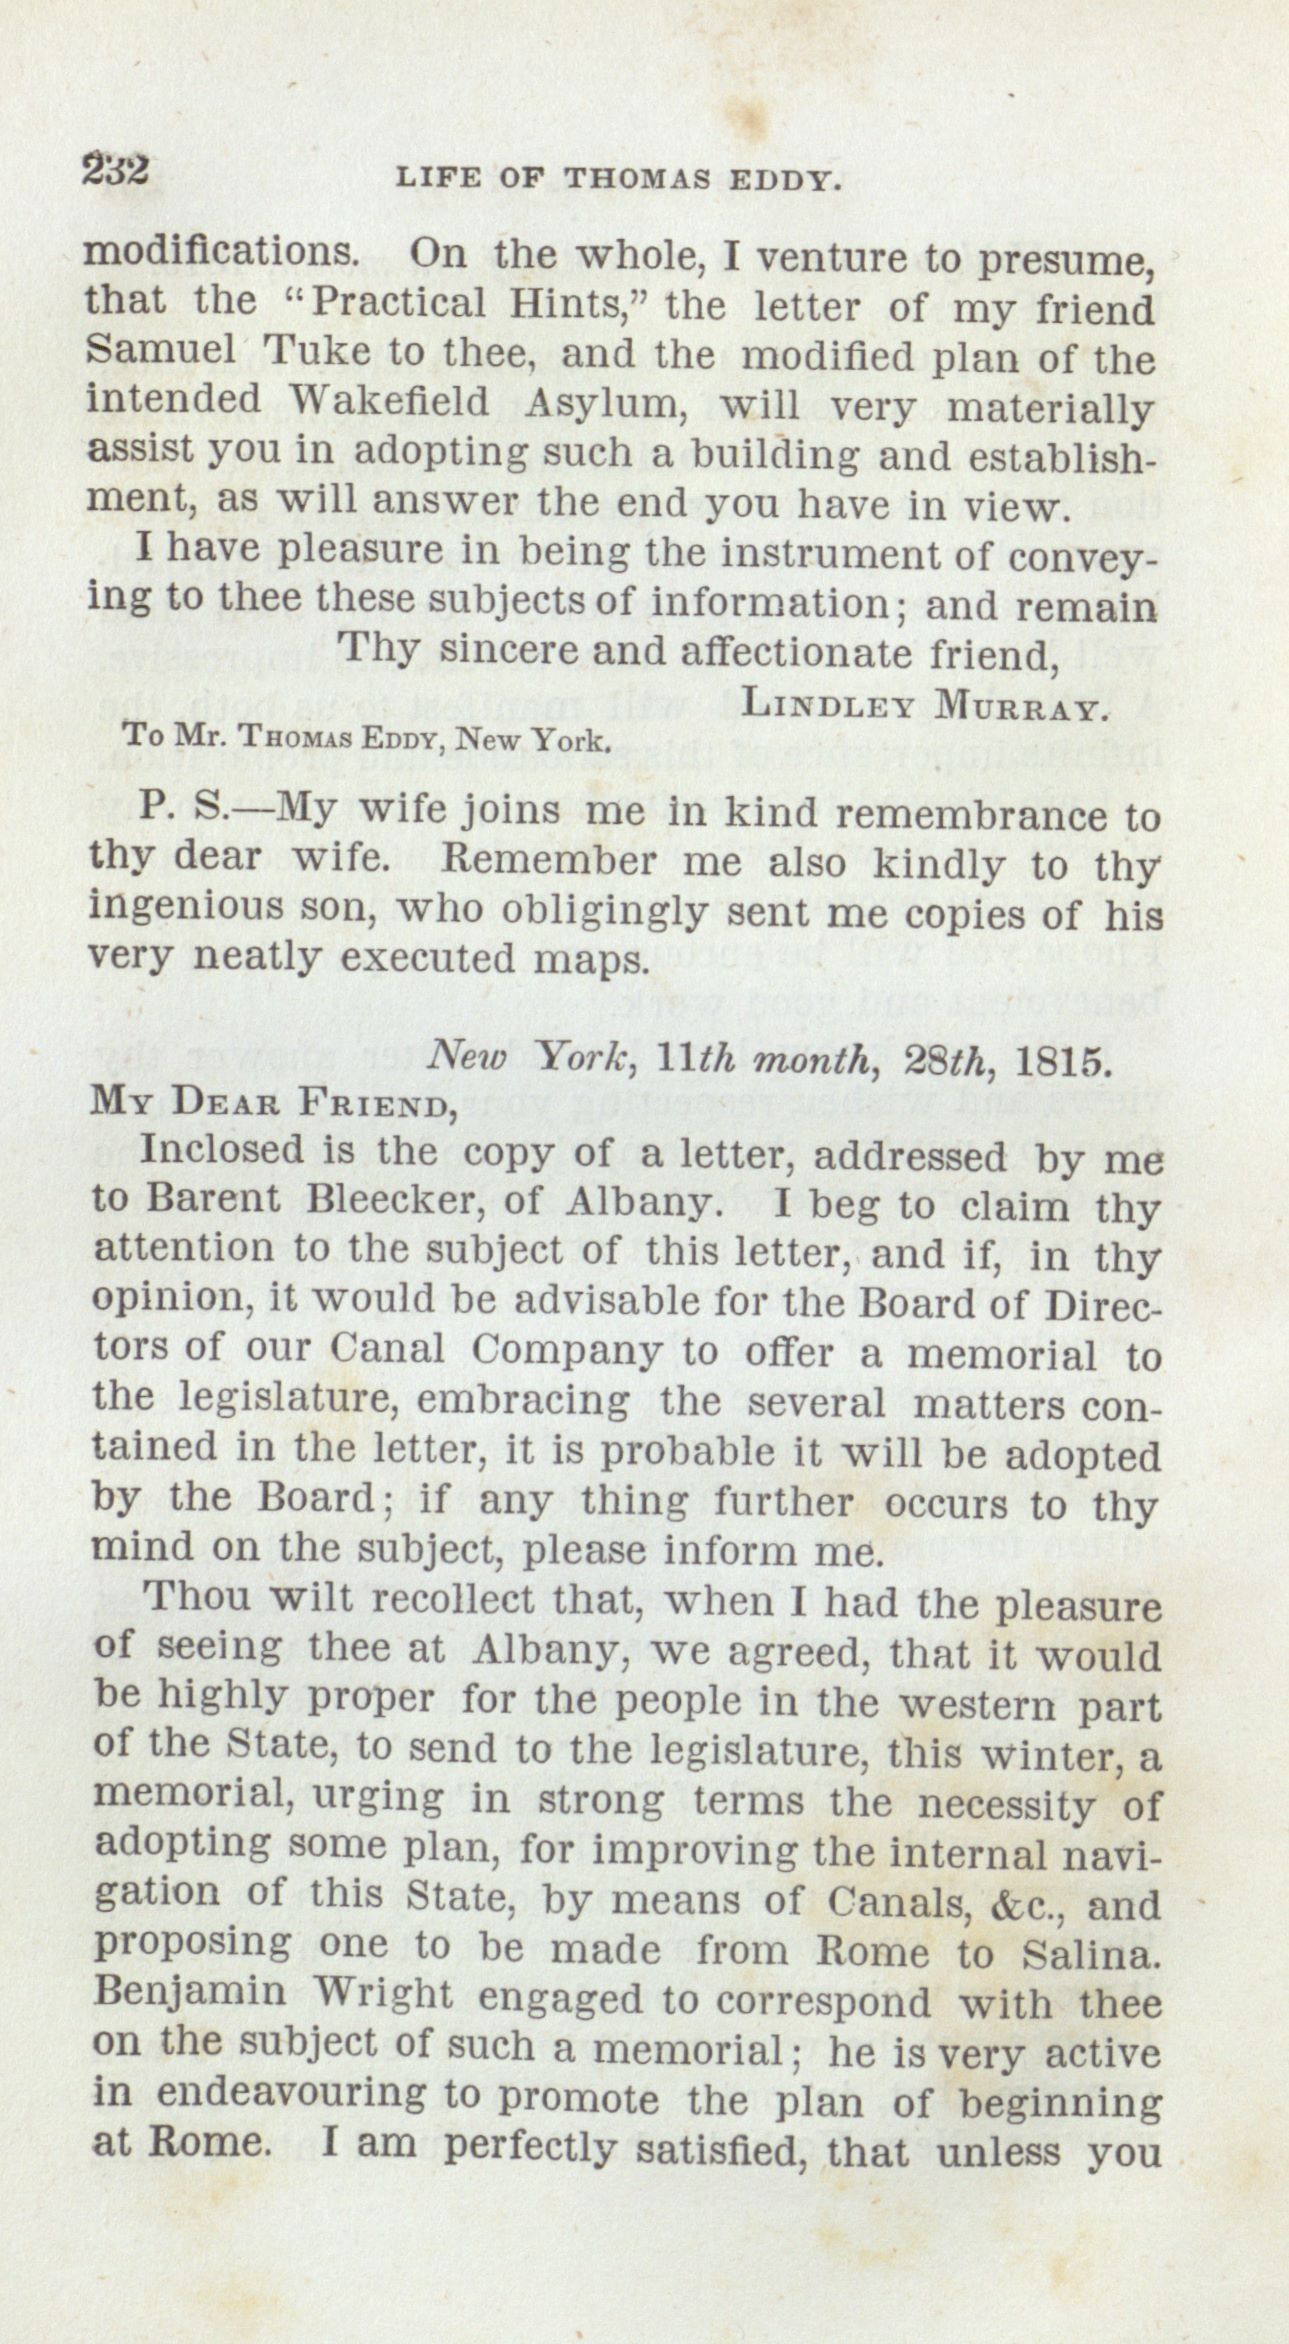 232 LIFE OF THOMAS EDDY.
modifications. On the whole, I venture to presume,
that the "Practical Hints," the letter of my friend
Samuel Tuke to thee, and the modified plan of the
intended Wakefield Asylum, will very materially
assist you in adopting such a building and establish-
ment, as will answer the end you have in view.
I have pleasure in being the instrument of convey-
ing to thee these subjects of information; and remain
Thy sincere and affectionate friend,
LINDLEY MURRAY.
To Mr. THOMAS EDDY, New York.
P. S.—My wife joins me in kind remembrance to
thy dear wife. Remember me also kindly to thy
ingenious son, who obligingly sent me copies of his
very neatly executed maps.
New York, 11th month, 28th, 1815.
MY DEAR FRIEND,
Inclosed is the copy of a letter, addressed by me
to Barent Bleecker, of Albany. I beg to claim thy
attention to the subject of this letter, and if, in thy
opinion, it would be advisable for the Board of Direc-
tors of our Canal Company to offer a memorial to
the legislature, embracing the several matters con-
tained in the letter, it is probable it will be adopted
by the Board; if any thing further occurs to thy
mind on the subject, please inform me.
Thou wilt recollect that, when I had the pleasure
of seeing thee at Albany, we agreed, that it would
be highly proper for the people in the western part
of the State, to send to the legislature, this winter, a
memorial, urging in strong terms the necessity of
adopting some plan, for improving the internal navi-
gation of this State, by means of Canals, &c., and
proposing one to be made from Rome to Salina.
Benjamin Wright engaged to correspond with thee
on the subject of such a memorial; he is very active
in endeavouring to promote the plan of beginning
at Rome. I am perfectly satisfied, that unless you